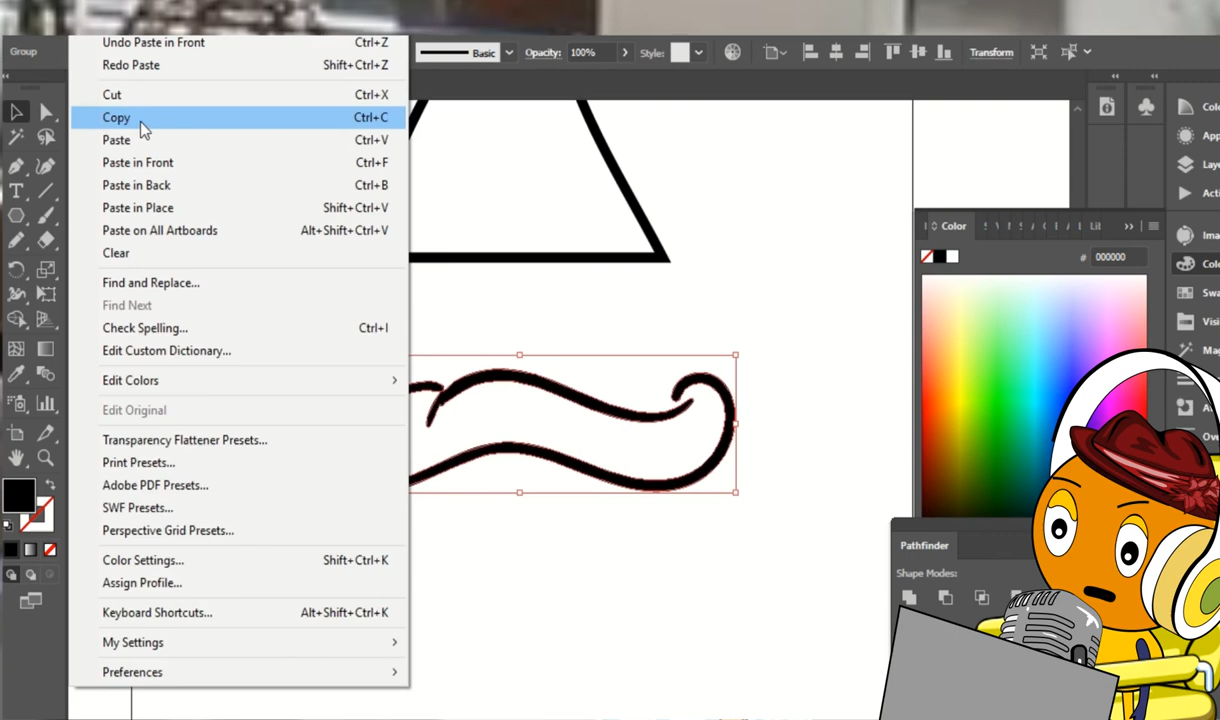 Group
Basic
Opacity:
100%
Style:
Transform
Undo Paste in Front Ctrl+Z
Redo Paste Shift+Ctrl+Z
Cut Ctrl+X
Copy Ctrl+C
Paste Ctrl+V
Paste in Front Ctrl+F
Paste in Back Ctrl+B
Paste in Place Shift+Ctrl+V
Paste on All Artboards Alt+Shift+Ctrl+V
Clear
Find and Replace...
Find Next
Check Spelling... Ctrl+I
Edit Custom Dictionary...
Edit Colors
Edit Original
Transparency Flattener Presets...
Print Presets...
Adobe PDF Presets...
SWF Presets...
Perspective Grid Presets...
Color Settings... Shift+Ctrl+K
Assign Profile...
Keyboard Shortcuts... Alt+Shift+Ctrl+K
My Settings
Preferences
Color
# 000000
Pathfinder
Shape Modes: